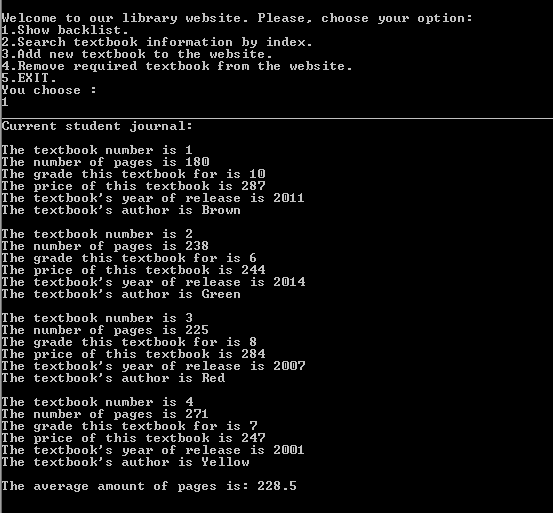 Welcome to our library website. Please, choose your option:
1.Show backlist.
2.Search textbook information by index.
3.Add new textbook to the website.
4.Remove required textbook from the website.
5.EXIT.
You choose :
1
Current student journal:
The textbook number is 1
The number of pages is 180
The grade this textbook for is 10
The price of this textbook is 287
The textbook's year of release is 2011
The textbook's author is Brown
The textbook number is 2
The number of pages is 238
The grade this textbook for is 6
The price of this textbook is 244
The textbook's year of release is 2014
The textbook's author is Green
The textbook number is 3
The number of pages is 225
The grade this textbook for is 8
The price of this textbook is 284
The textbook's year of release is 2007
The textbook's author is Red
The textbook number is 4
The number of pages is 271
The grade this textbook for is 7
The price of this textbook is 247
The textbook's year of release is 2001
The textbook's author is Yellow
The average amount of pages is: 228.5